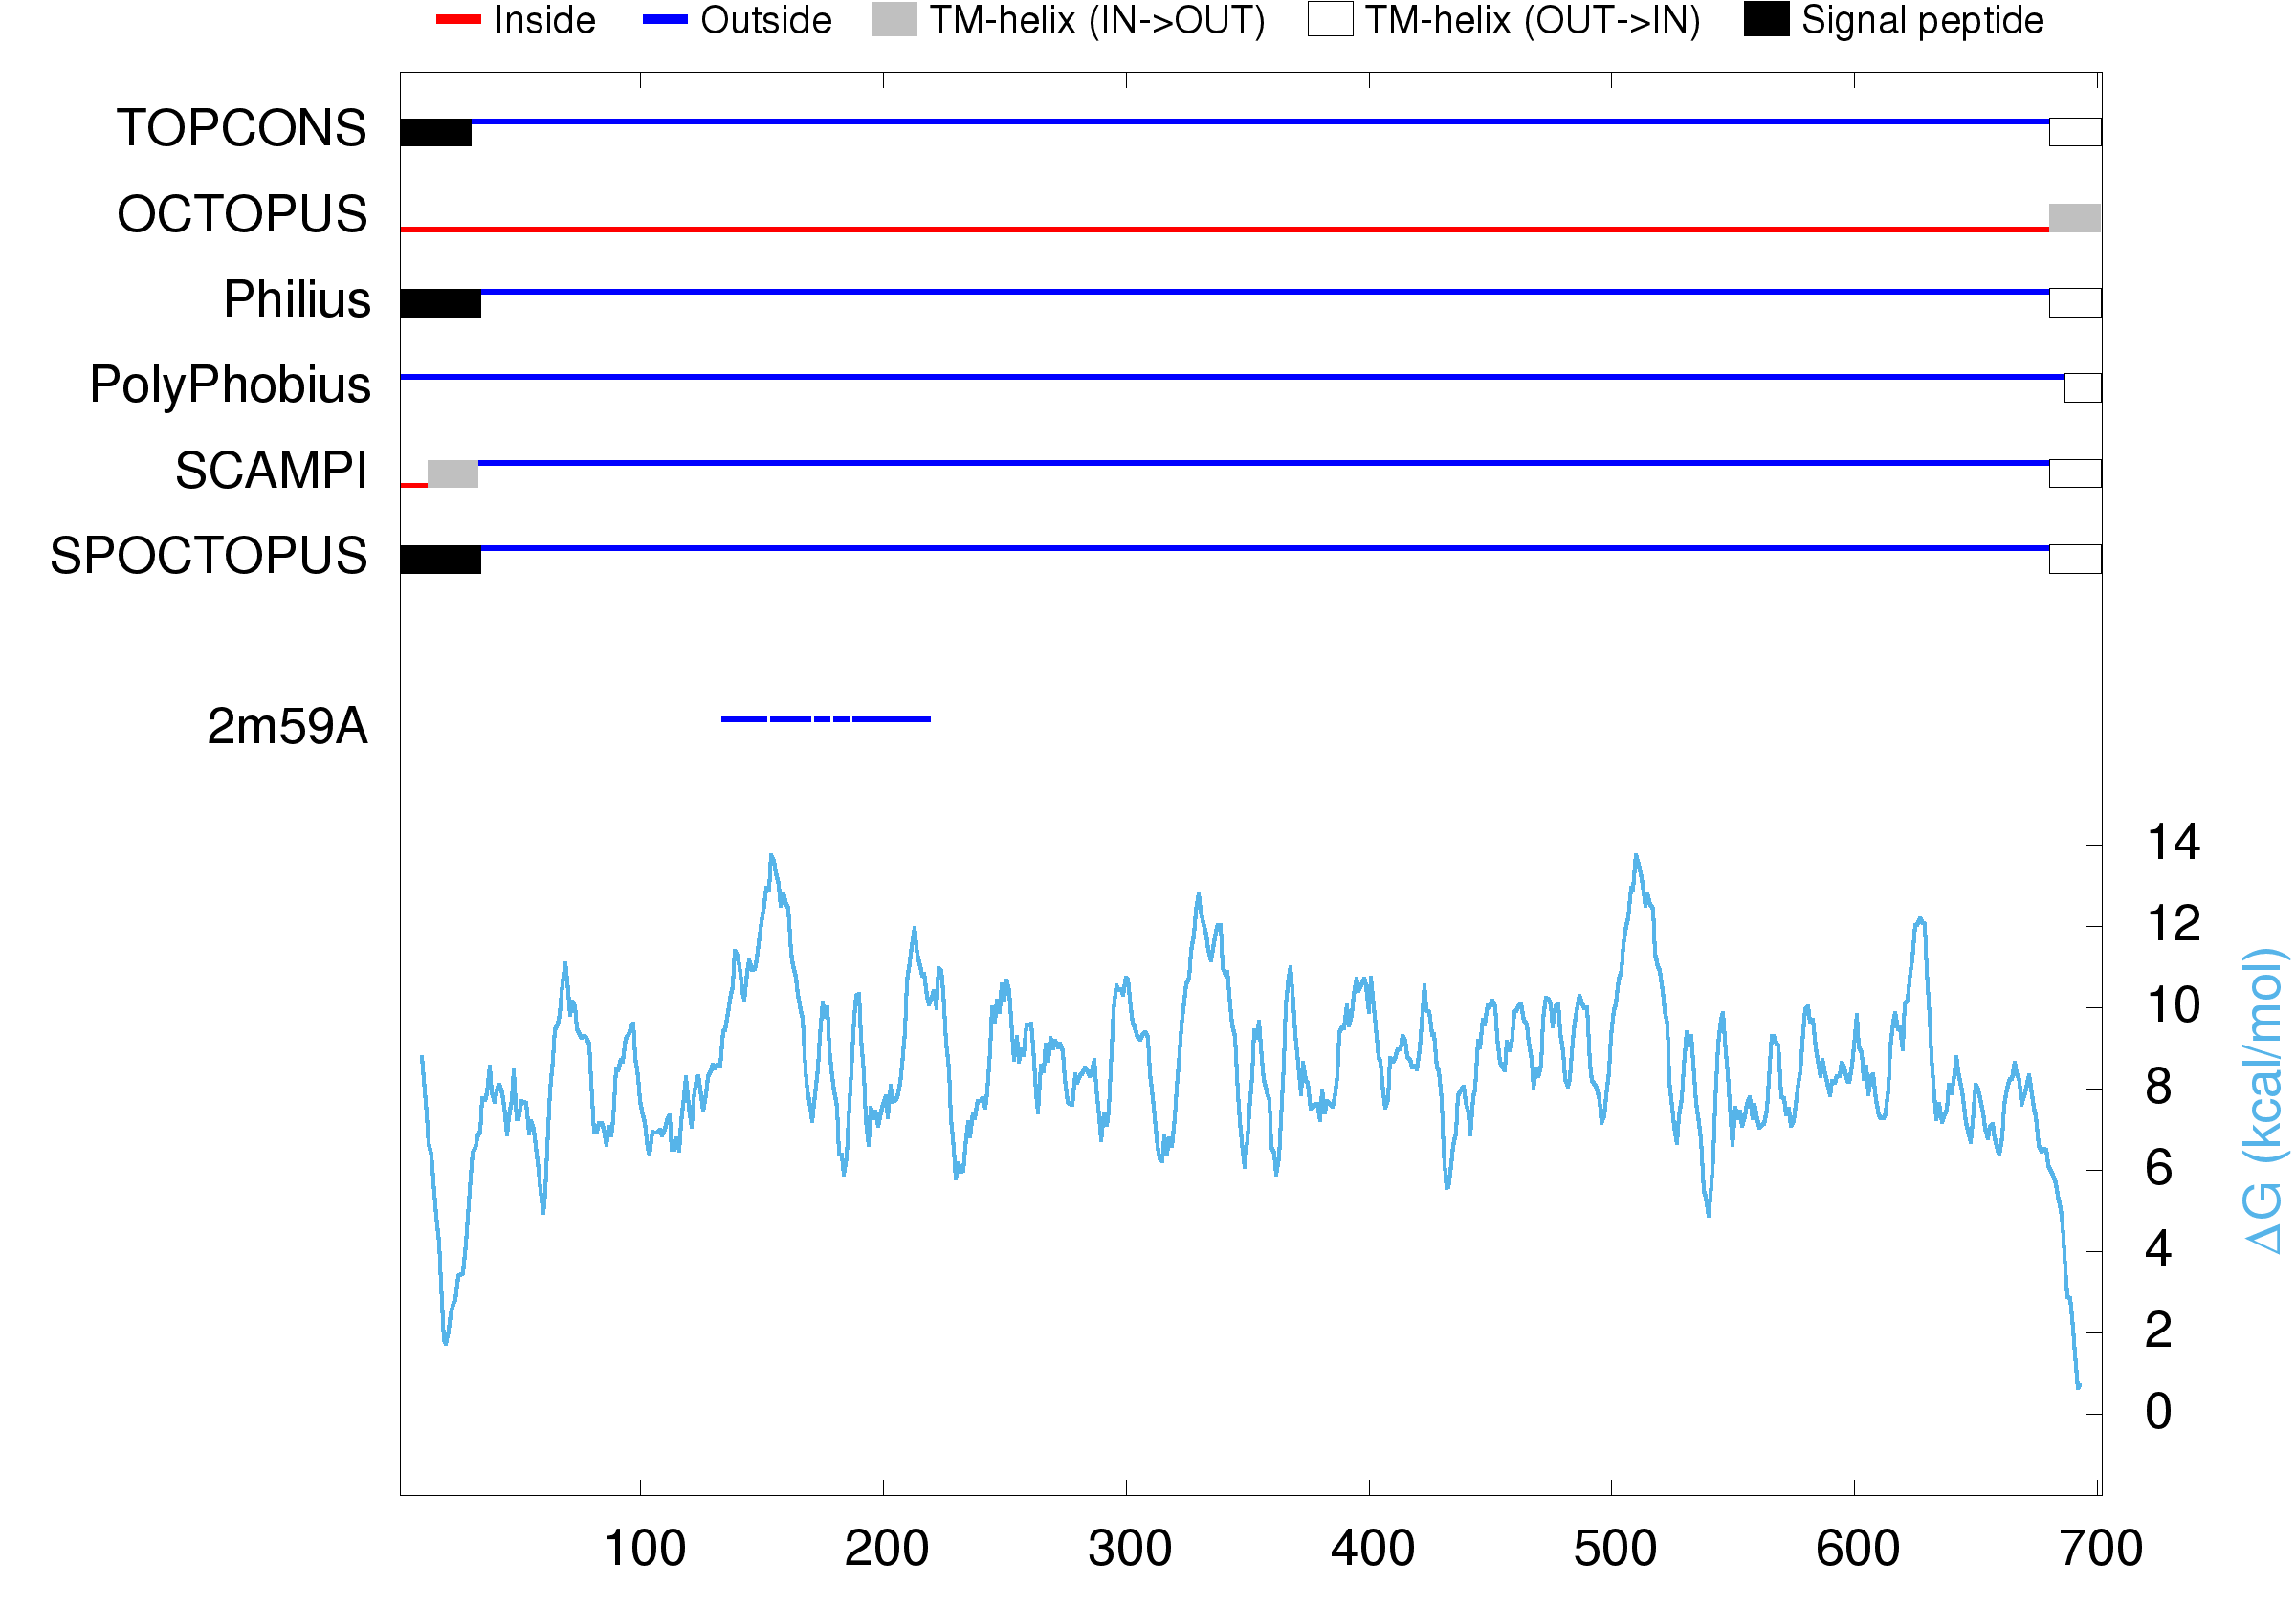 Inside Outside TM-helix (IN->OUT) TM-helix (OUT->IN) Signal peptide
TOPCONS
OCTOPUS
Philius
PolyPhobius
SCAMPI
SPOCTOPUS
2m59A
14
12
10
8
6
4
2
0
ΔG (kcal/mol)
100 200 300 400 500 600 700